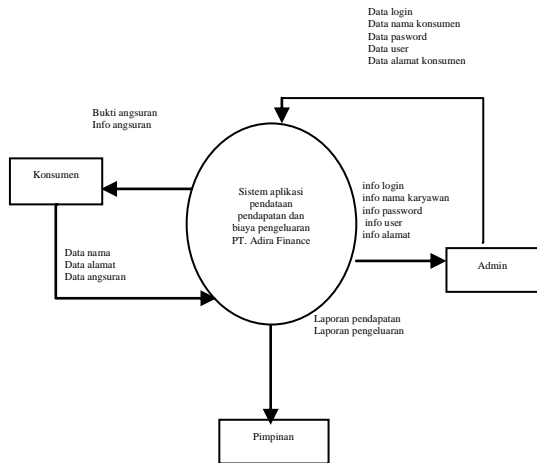 Data login
Data nama konsumen
Data pasword
Data user
Data alamat konsumen
Bukti angsuran
Info angsuran
Konsumen
Sistem aplikasi
pendataan
pendapatan dan
biaya pengeluaran
PT. Adira Finance
info login
info nama karyawan
info password
info user
info alamat
Data nama
Data alamat
Data angsuran
Admin
Laporan pendapatan
Laporan pengeluaran
Pimpinan